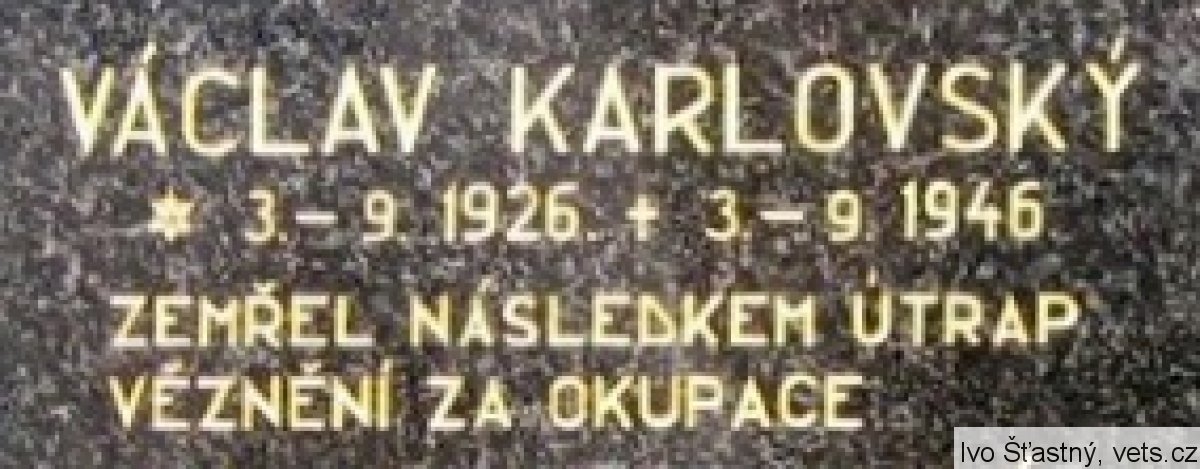 VÁCLAV KARLOVSKÝ
* 3.-9. 1926. + 3.-9. 1946
ZEMŘEL NÁSLEDKEM ÚTRAP
VĚZNĚNÍ ZA OKUPACE
Ivo Šťastný, vets.cz